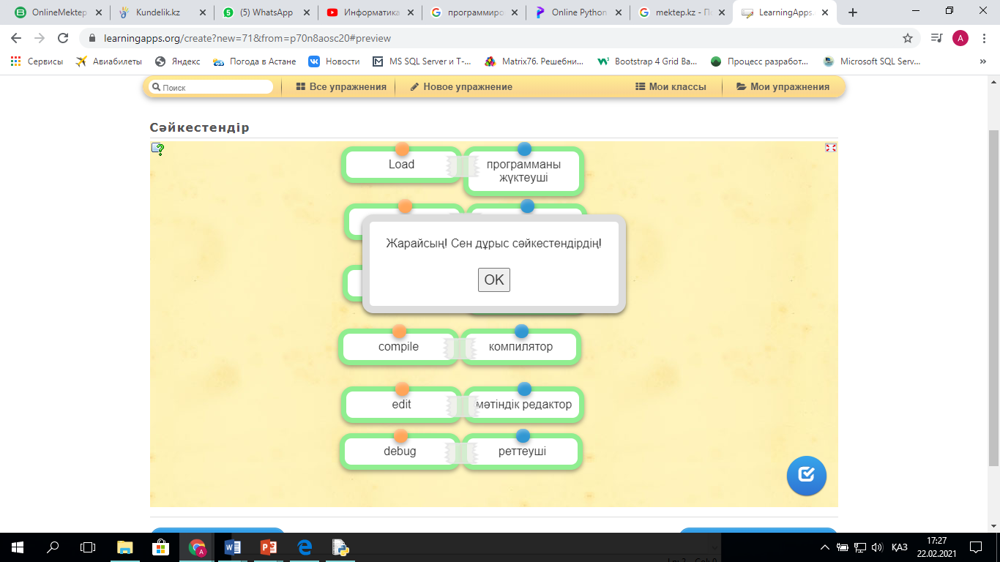 OnlineMektep
Kundelik.kz
(5) WhatsApp
Информатика
программиро
Online Python
mektep.kz - П
LearningApps
learningapps.org/create?new=71&from=p70n8aosc20#preview
A
Сервисы
Авиабилеты
Яндекс
Погода в Астане
Новости
MS SQL Server и T-...
Matrix76. Решебни...
Bootstrap 4 Grid Ba...
Процесс разработ...
Microsoft SQL Serv...
Поиск
Все упражнения
Новое упражнение
Мои классы
Мои упражнения
Сәйкестендір
Load
программаны
жүктеуші
Жарайсың! Сен дұрыс сәйкестендірдің!
OK
compile
компилятор
edit
мәтіндік редактор
debug
реттеуші
ҚАЗ
17:27
22.02.2021